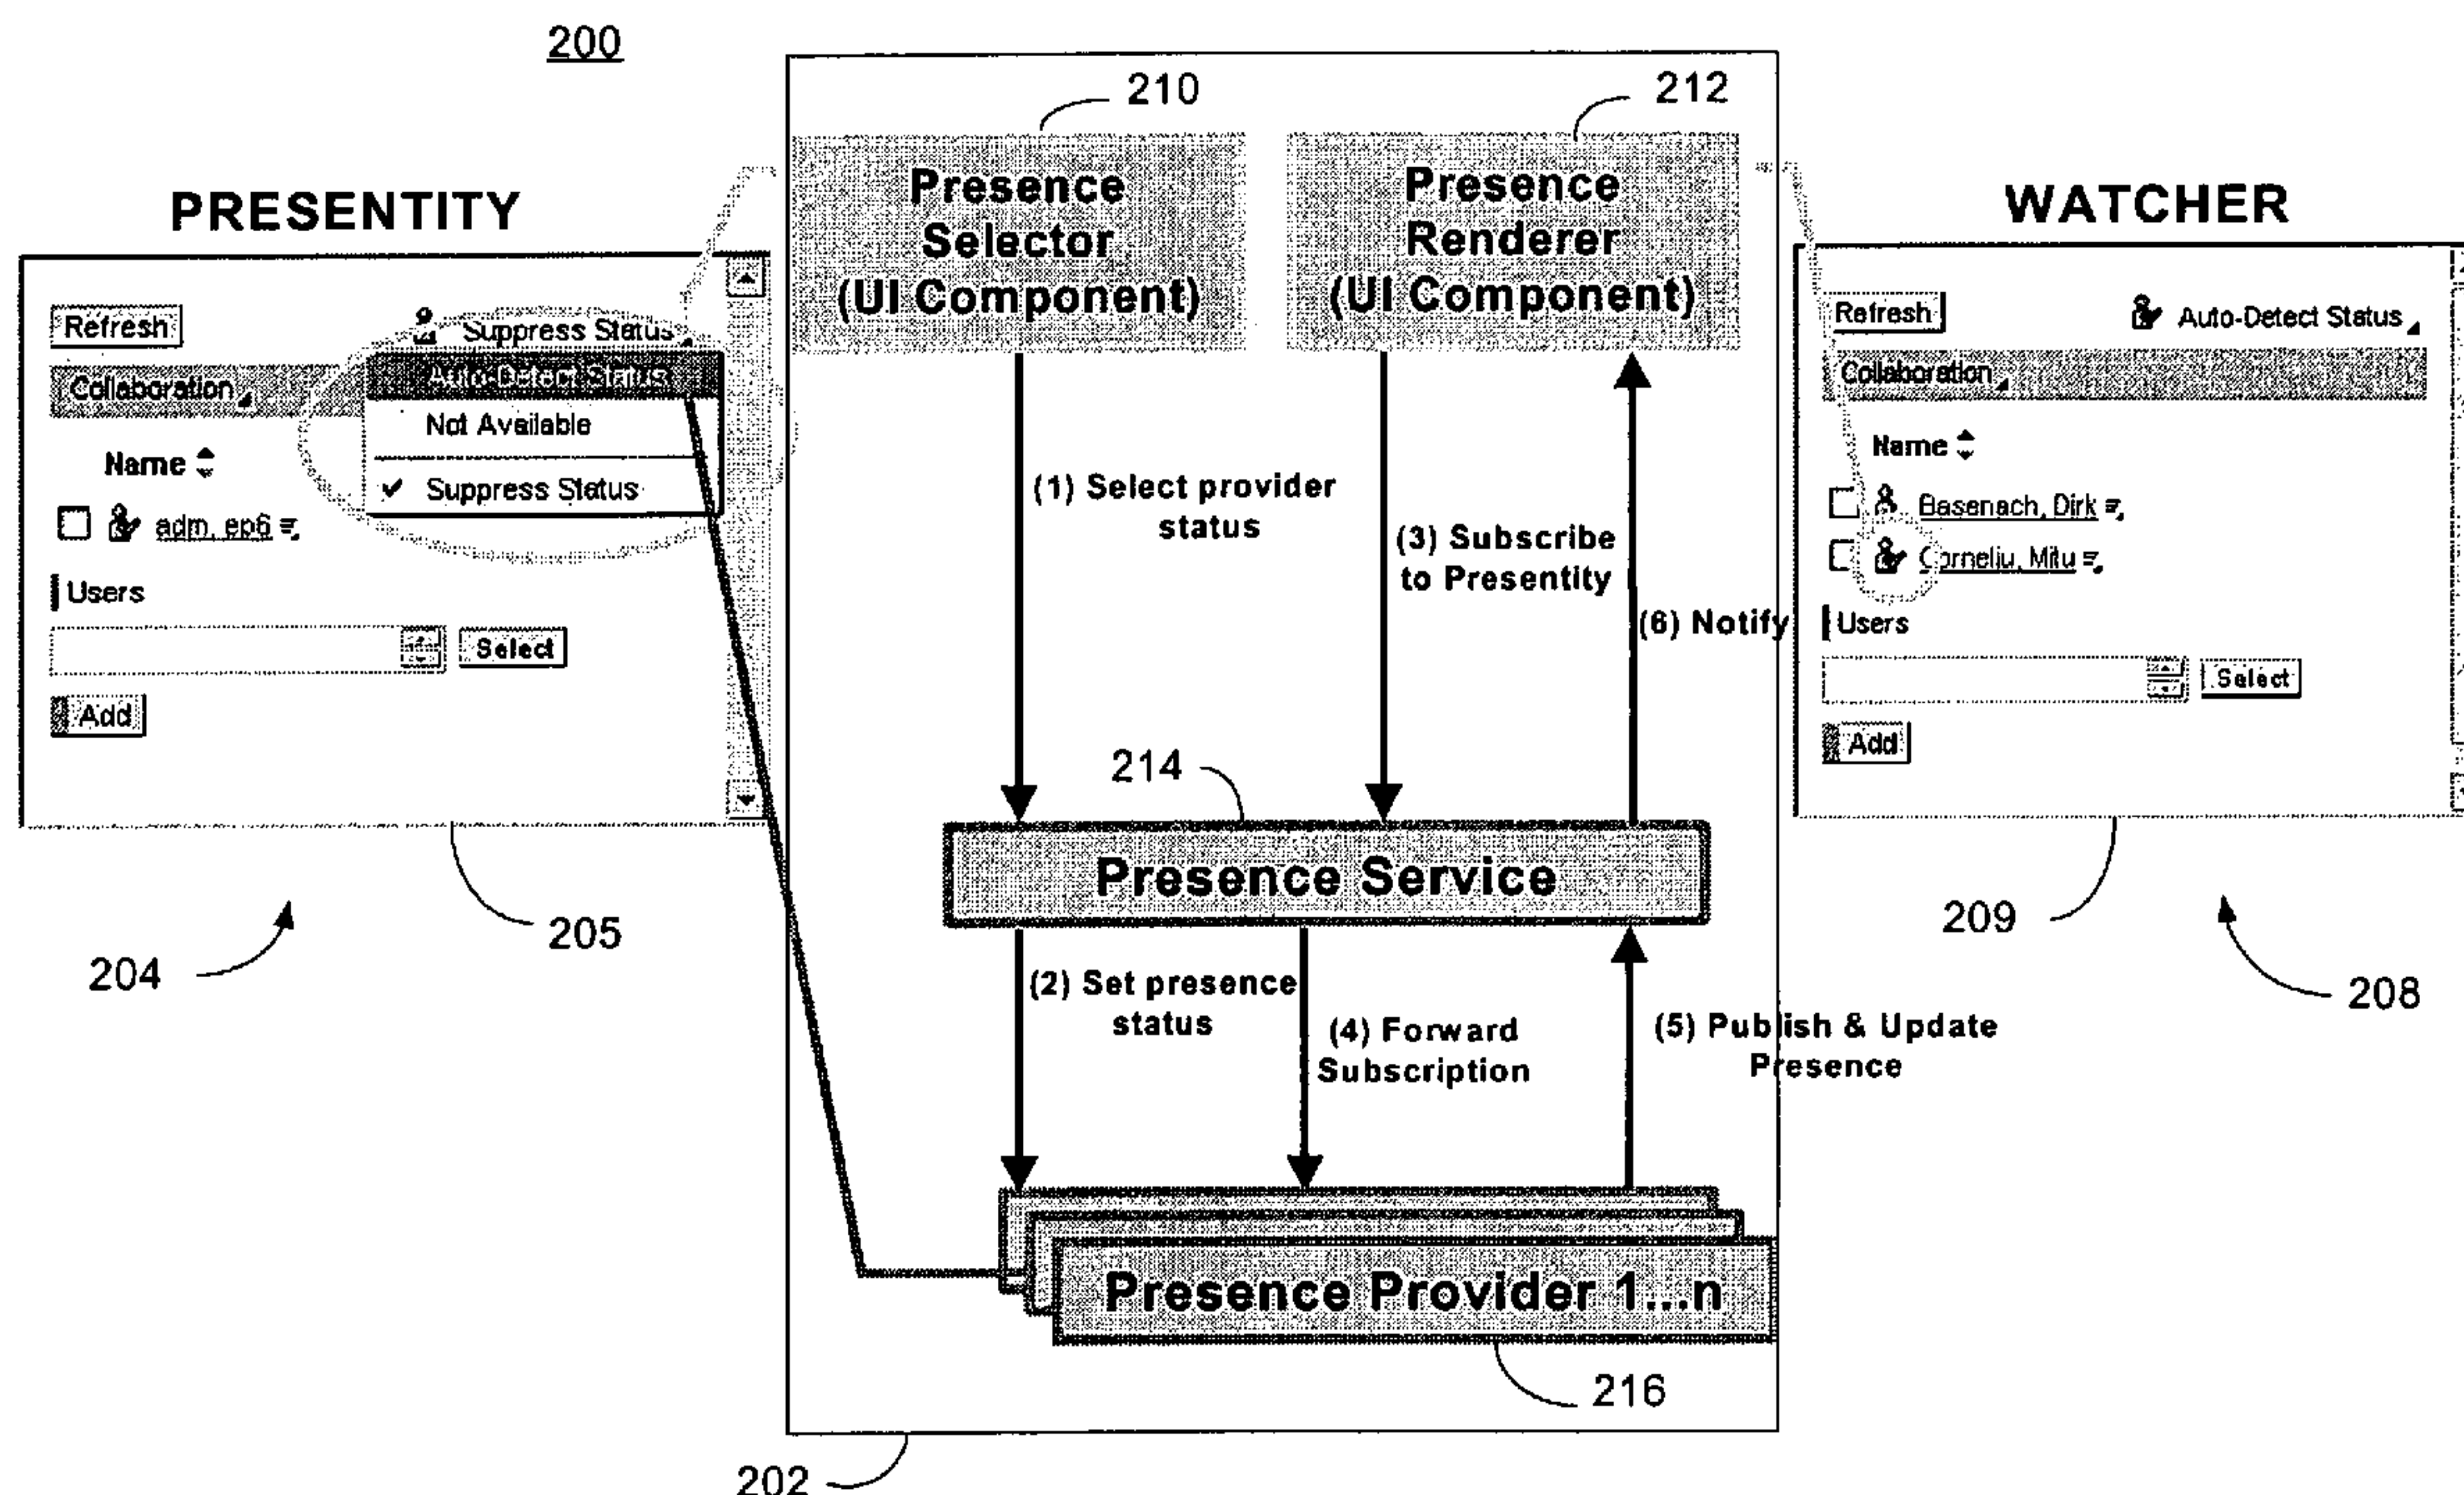 200
210
212
PRESENTITY
WATCHER
Presence
Selector
(UI Component)
Presence
Renderer
(UI Component)
Refresh
Suppress Status
Collaboration
Auto-Detect Status
Not Available
Suppress Status
Name
adm, ep6
Users
Select
Add
Refresh
Auto-Detect Status
Collaboration
Name
Basenach, Dirk
Corneliu, Mitu
Users
Select
Add
(1) Select provider
status
(3) Subscribe
to Presentity
(6) Notify
214
Presence Service
204
205
209
208
(2) Set presence
status
(4) Forward
Subscription
(5) Publish & Update
Presence
Presence Provider 1...n
216
202